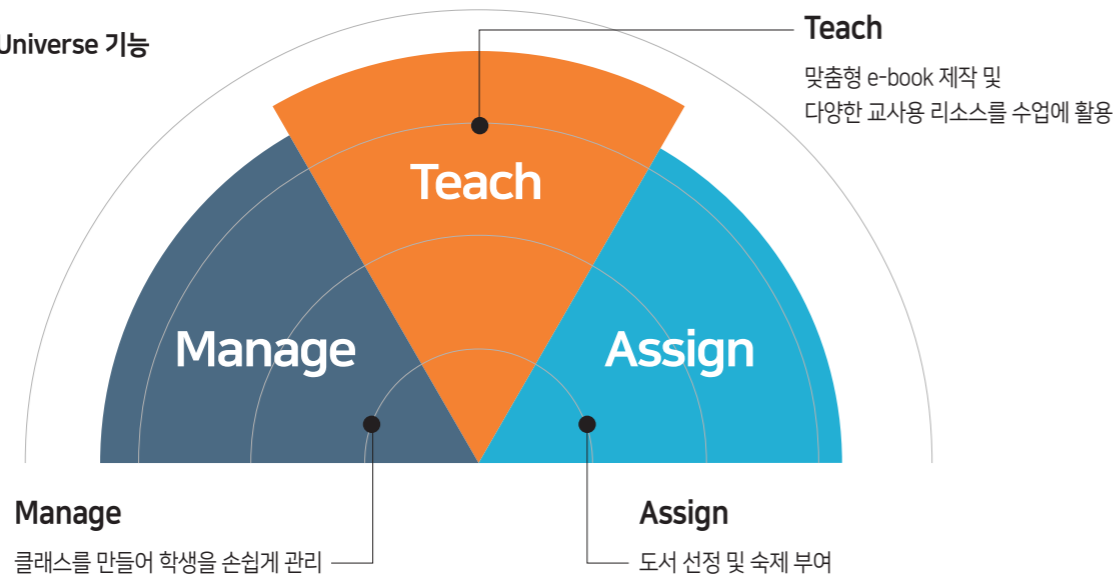 Universe 기능
Teach
맞춤형 e-book 제작 및
다양한 교사용 리소스를 수업에 활용
Teach
Manage
Assign
Manage
클래스를 만들어 학생을 손쉽게 관리
Assign
도서 선정 및 숙제 부여